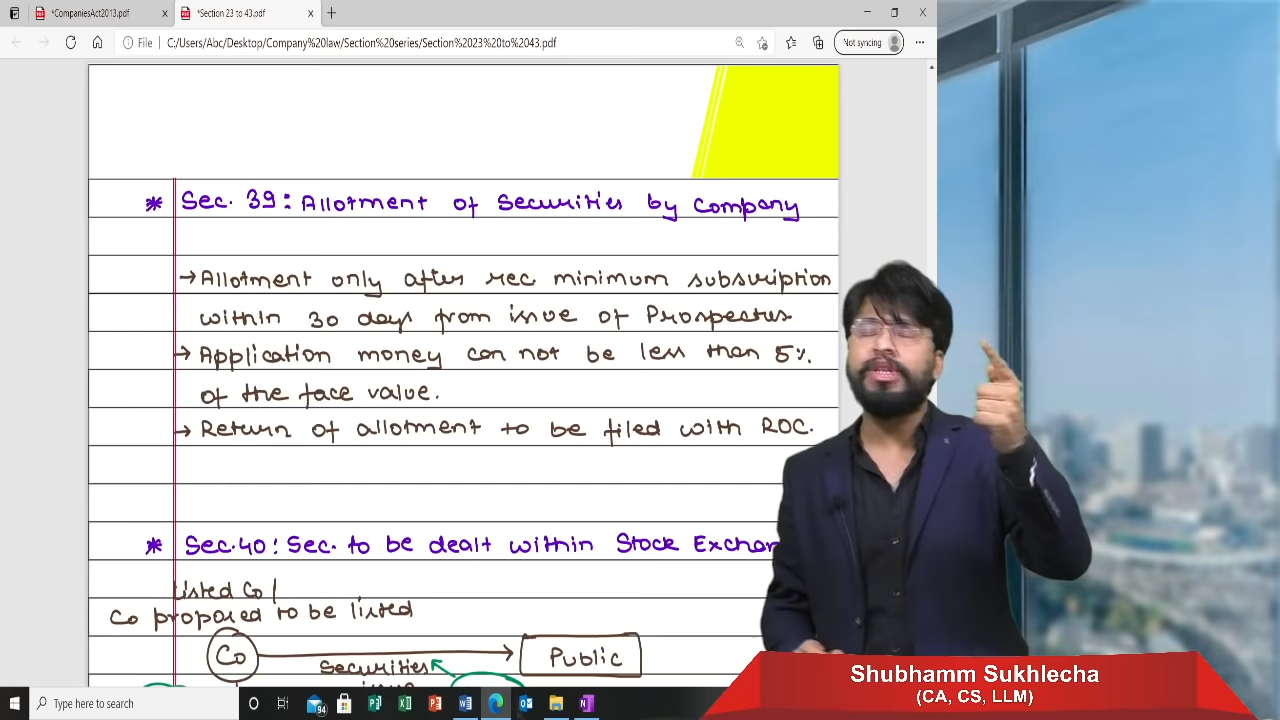 *CompaniesAct2013.pdf
*Section 23 to 43.pdf
File C:/Users/Abc/Desktop/Company%20law/Section%20series/Section%2023%20to%2043.pdf
Not syncing
* Sec. 39: Allotment of Securities by Company
→ Allotment only after rec minimum subscription
within 30 days from issue of Prospectus
→ Application money can not be less than 5%
of the face value.
→ Return of allotment to be filed with ROC.
* Sec.40: Sec. to be dealt within Stock Exchan
Listed Co /
Co propored to be listed
Co
Securities
Public
Shubhamm Sukhlecha
(CA, CS, LLM)
Type here to search
94